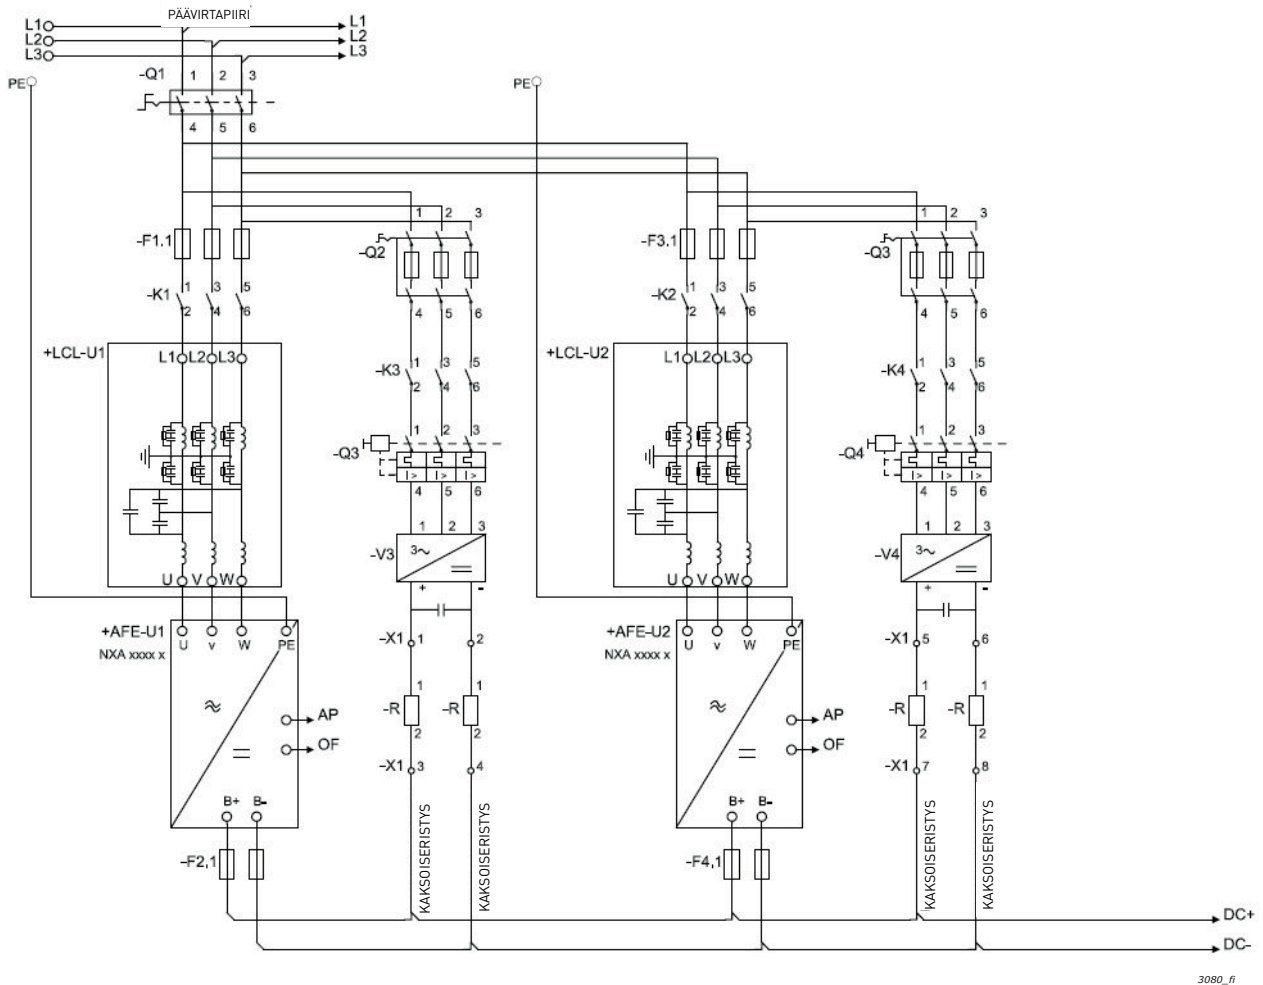 PÄÄVIRTAPIIRI
L1 L1
L2 L2
L3 L3
PE PE
-Q1 1 2 3
4 5 6
1 2 3 1 2 3
-F1.1 -Q2 -F3.1 -Q3
-K1 1 3 5 -K2 1 3 5
2 4 6 2 4 6
4 5 6 4 5 6
+LCL-U1 L1 L2 L3 +LCL-U2 L1 L2 L3
-K3 1 3 5 -K4 1 3 5
2 4 6 2 4 6
1 2 3 1 2 3
-Q3 -Q4
I> I> I> I> I> I>
4 5 6 4 5 6
1 2 3 1 2 3
-V3 3~ -V4 3~
U V W + - U V W + -
+AFE-U1 U v W PE +AFE-U2 U v W PE
NXA xxxx x NXA xxxx x
-X1 1 2 -X1 5 6
1 1 1 1
-R -R -R -R
2 2 2 2
AP AP
OF OF
-X1 3 4 -X1 7 8
B+ B- B+ B-
-F2,1 -F4,1
KAKSOISERISTYS KAKSOISERISTYS KAKSOISERISTYS KAKSOISERISTYS
DC+
DC-
3080_fi